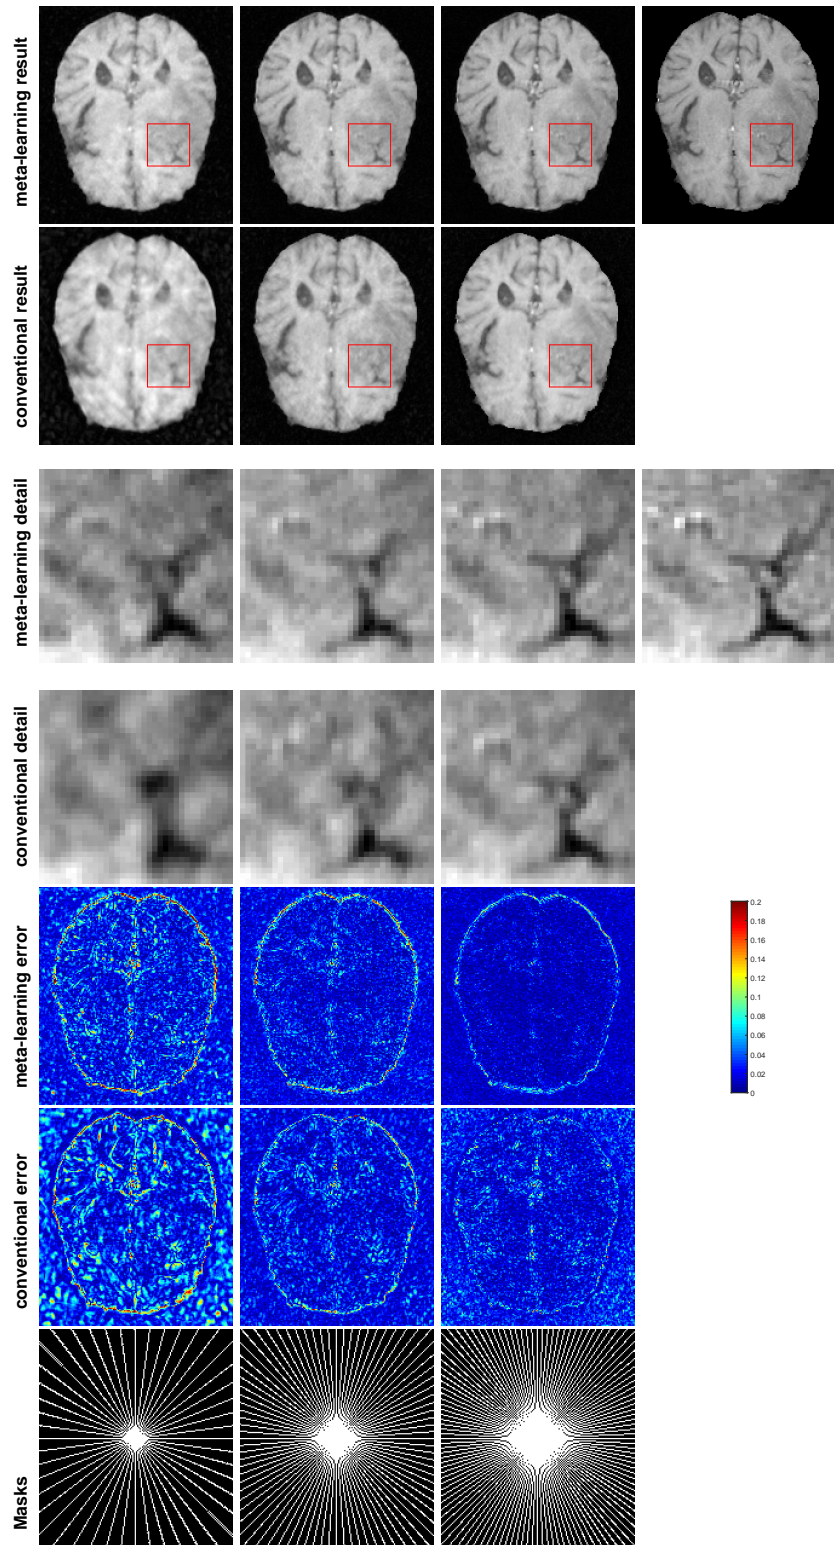 meta-learning result
conventional result
meta-learning detail
conventional detail
meta-learning error
0.2
0.18
0.16
0.14
0.12
0.1
0.08
0.06
0.04
0.02
0
conventional error
Masks